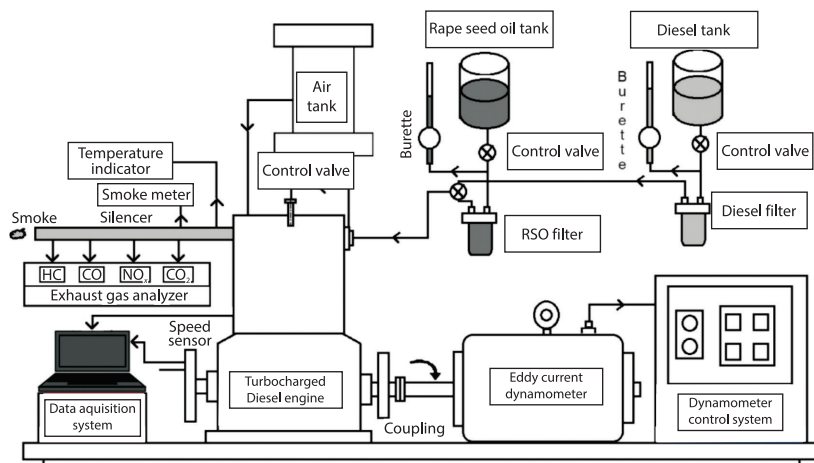 Rape seed oil tank
Diesel tank
Air
tank
Burette
Burette
Control valve
Control valve
Temperature
indicator
Control valve
Smoke meter
Smoke
Silencer
RSO filter
Diesel filter
HC
CO
NOₓ
CO₂
Exhaust gas analyzer
Speed
sensor
Turbocharged
Diesel engine
Eddy current
dynamometer
Data aquisition
system
Coupling
Dynamometer
control system